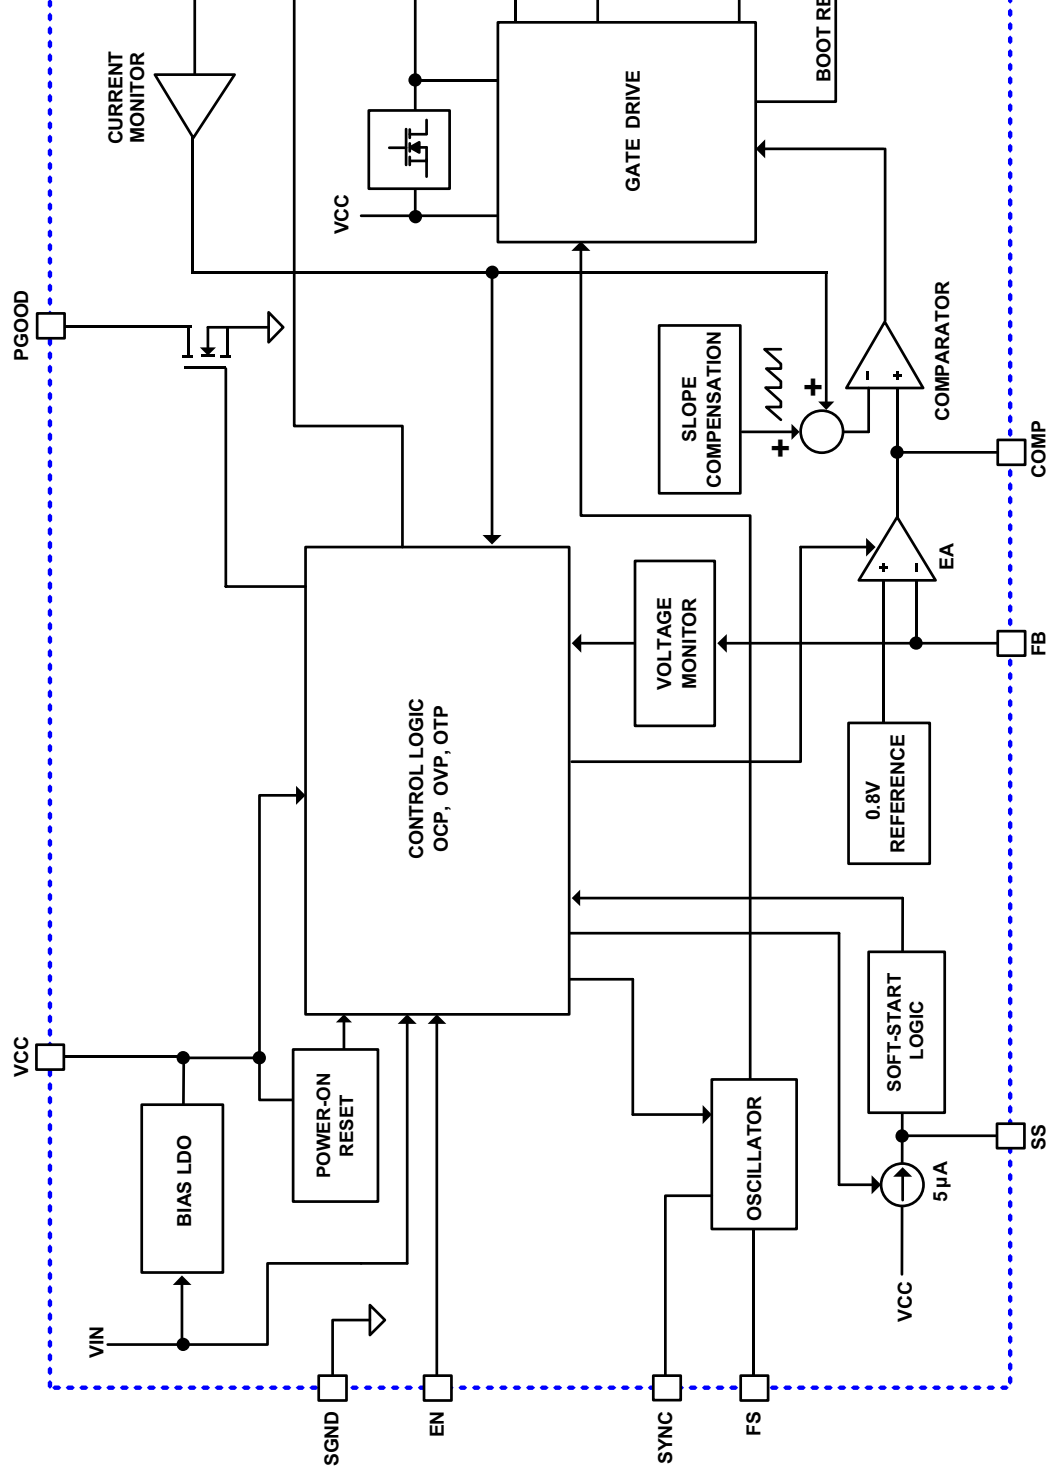 CURRENT
MONITOR
VCC
GATE DRIVE
BOOT RE
PGOOD
SLOPE
COMPENSATION
+
+
–
+
COMPARATOR
COMP
CONTROL LOGIC
OCP, OVP, OTP
VOLTAGE
MONITOR
+
–
EA
FB
0.8V
REFERENCE
VCC
BIAS LDO
POWER-ON
RESET
VIN
SGND
EN
OSCILLATOR
SYNC
FS
SOFT-START
LOGIC
SS
5 µA
VCC